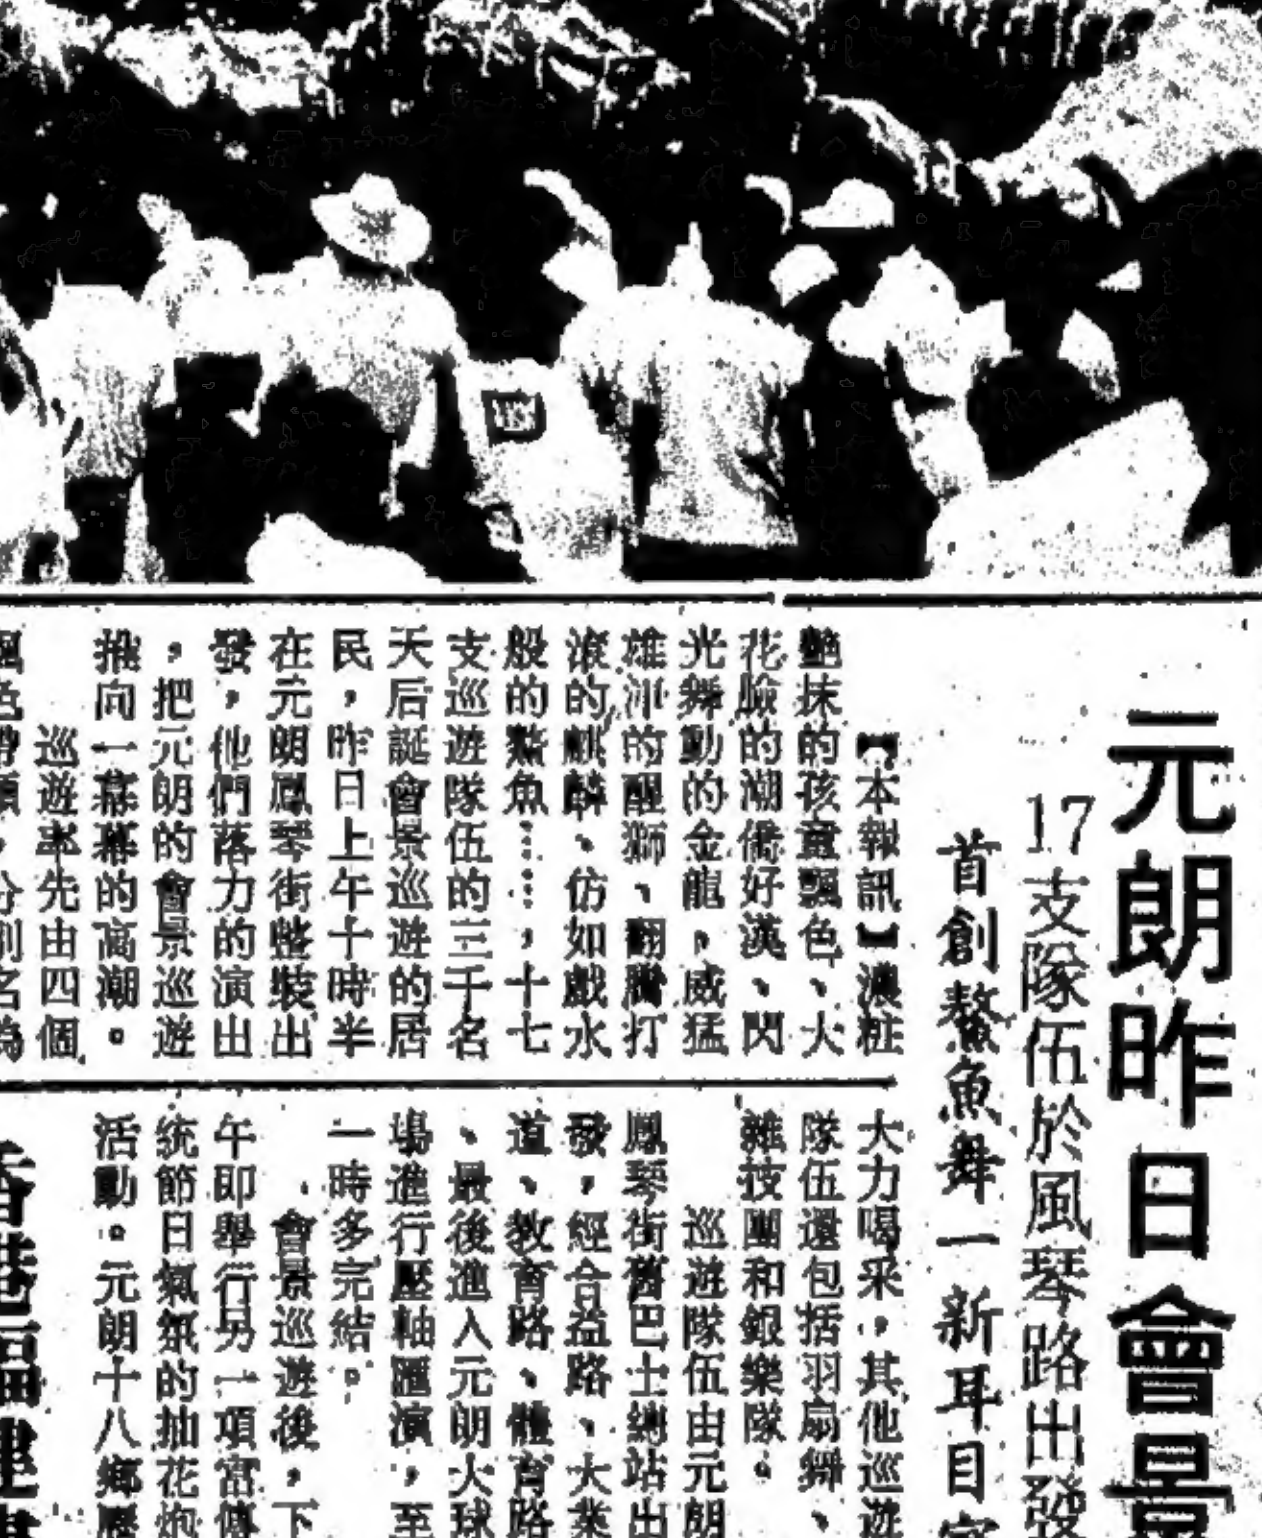 元朗昨日會景
17支隊伍於風琴路出發
首創鰲魚舞一新耳目
【本報訊】濃粧
艷抹的孩童飄色、大
花臉的潮僑好漢、閃
光舞動的金龍，威猛
雄渾的醒獅、翻騰打
滾的麒麟、仿如戲水
般的鰲魚……，十七
支巡遊隊伍的三千名
天后誕會景巡遊的居
民，昨日上午十時半
在元朗鳳琴街整裝出
發，他們落力的演出
，把元朗的會景巡遊
推向一幕幕的高潮。
巡遊率先由四個
大力喝采，其他巡遊
隊伍還包括羽扇舞、
雜技團和銀樂隊。
巡遊隊伍由元朗
鳳琴街舊巴士總站出
發，經合益路、大業
道、教育路、體育路
、最後進入元朗大球
場進行壓軸匯演，至
一時多完結。
會景巡遊後，下
午即舉行另一項富傳
統節日氣氛的抽花炮
活動。元朗十八鄉歷
香港福建